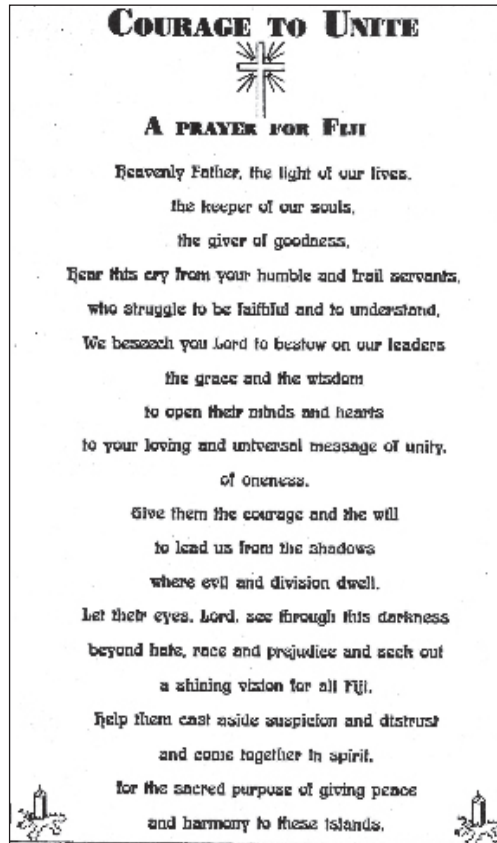 COURAGE TO UNITE
A PRAYER FOR FIJI
Heavenly Father, the light of our lives,
the keeper of our souls,
the giver of goodness,
Hear this cry from your humble and frail servants,
who struggle to be faithful and to understand,
We beseech you Lord to bestow on our leaders
the grace and the wisdom
to open their minds and hearts
to your loving and universal message of unity,
of oneness.
Give them the courage and the will
to lead us from the shadows
where evil and division dwell.
Let their eyes, Lord, see through this darkness
beyond hate, race and prejudice and seek out
a shining vision for all Fiji.
Help them cast aside suspicion and distrust
and come together in spirit,
for the sacred purpose of giving peace
and harmony to these islands.